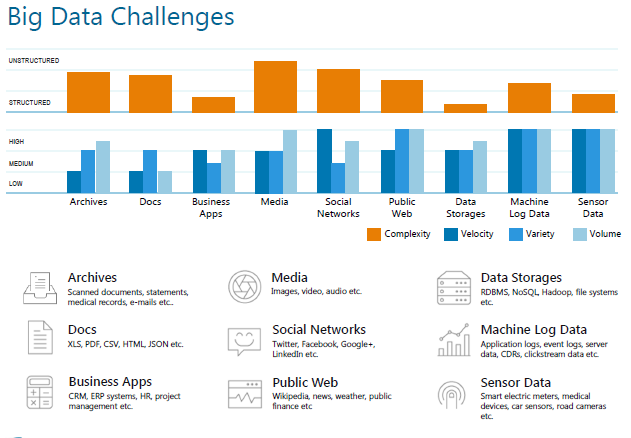 Big Data Challenges
UNSTRUCTURED
STRUCTURED
HIGH
MEDIUM
LOW
Archives
Docs
Business
Apps
Media
Social
Networks
Public
Web
Data
Storages
Machine
Log Data
Sensor
Data
Complexity
Velocity
Variety
Volume
Archives
Scanned documents, statements,
medical records, e-mails etc..
Media
Images, video, audio etc.
Data Storages
RDBMS, NoSQL, Hadoop, file systems
etc.
Docs
XLS, PDF, CSV, HTML, JSON etc.
Social Networks
Twitter, Facebook, Google+,
LinkedIn etc.
Machine Log Data
Application logs, event logs, server
data, CDRs, clickstream data etc.
Business Apps
CRM, ERP systems, HR, project
management etc.
Public Web
Wikipedia, news, weather, public
finance etc
Sensor Data
Smart electric meters, medical
devices, car sensors, road cameras
etc.